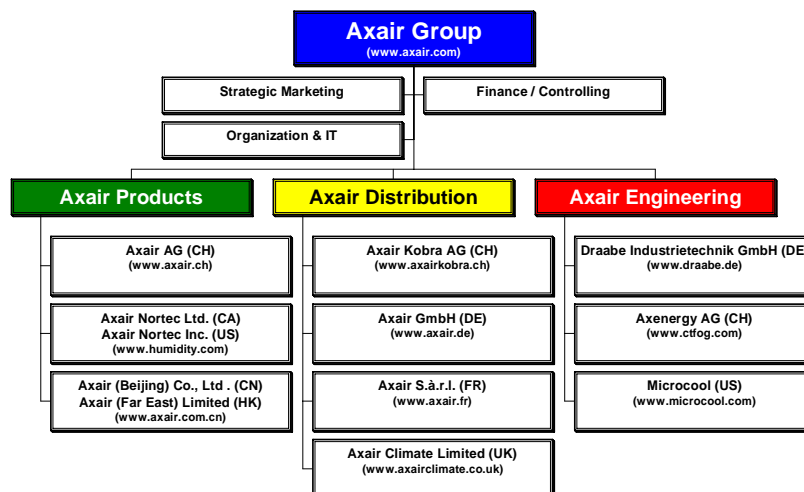 Axair Group
(www.axair.com)
Strategic Marketing
Finance / Controlling
Organization & IT
Axair Products
Axair Distribution
Axair Engineering
Axair AG (CH)
(www.axair.ch)
Axair Kobra AG (CH)
(www.axairkobra.ch)
Draabe Industrietechnik GmbH (DE
(www.draabe.de)
Axair Nortec Ltd. (CA)
Axair Nortec Inc. (US)
(www.humidity.com)
Axair GmbH (DE)
(www.axair.de)
Axenergy AG (CH)
(www.ctfog.com)
Axair (Beijing) Co., Ltd . (CN)
Axair (Far East) Limited (HK)
(www.axair.com.cn)
Axair S.à.r.l. (FR)
(www.axair.fr)
Microcool (US)
(www.microcool.com)
Axair Climate Limited (UK)
(www.axairclimate.co.uk)